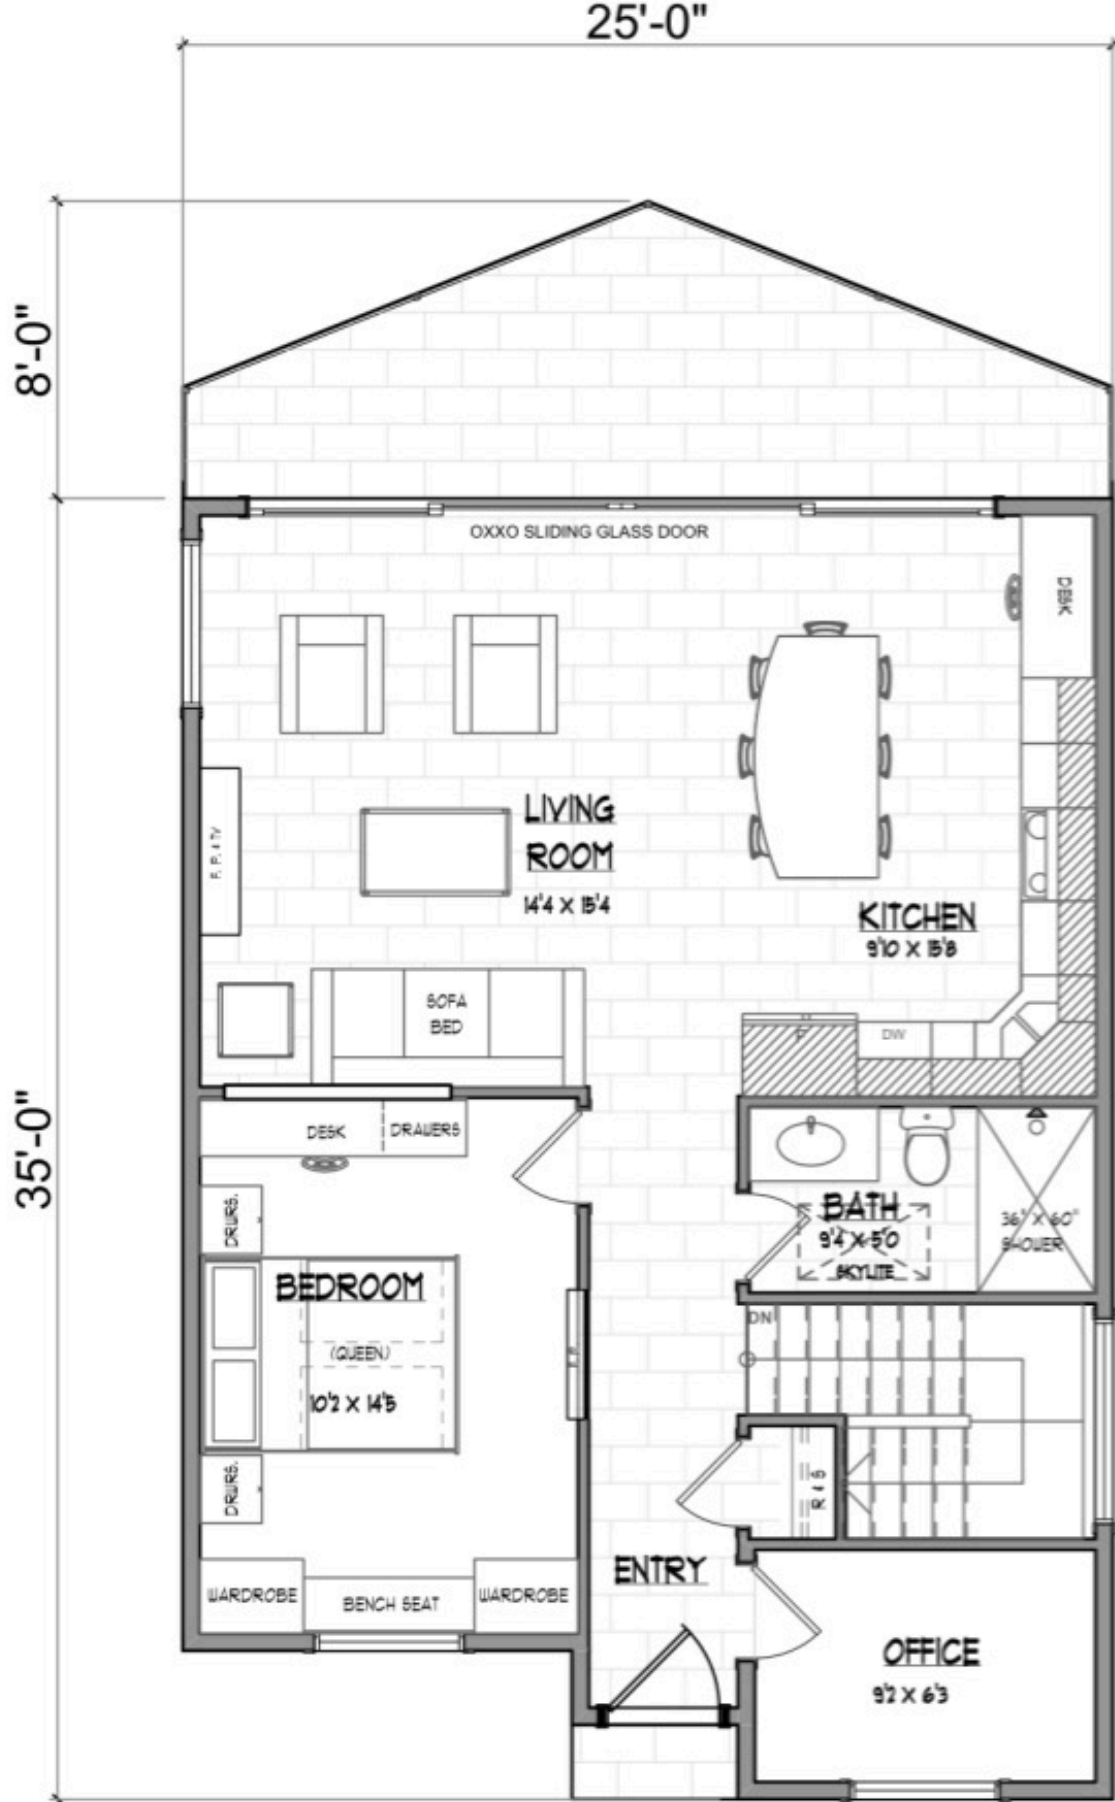 25'-0"
8'-0"
OXXO SLIDING GLASS DOOR
DESK
LIVING
ROOM
14'4 X 15'4
F. P. & TV
KITCHEN
9'10 X 15'8
SOFA
BED
DW
35'-0"
DESK
DRAWERS
DRWRS.
BATH
9'4 X 5'0
SKYLITE
36" X 60"
SHOWER
BEDROOM
(QUEEN)
10'2 X 14'5
F.P.
DN
DRWRS.
R & S
ENTRY
WARDROBE
BENCH SEAT
WARDROBE
OFFICE
9'2 X 6'3